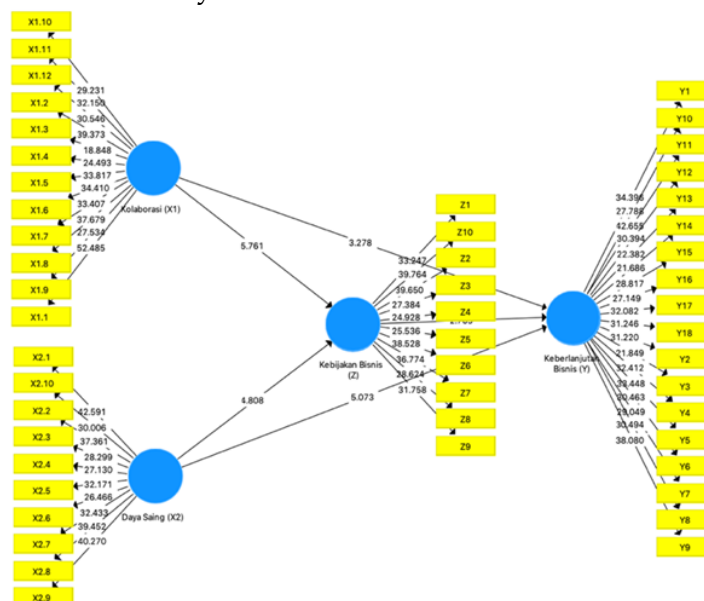 y
X1.10
X1.11
X1.12
X1.2
X1.3
X1.4
X1.5
X1.6
X1.7
X1.8
X1.9
X1.1
29.231
32.150
30.546
39.373
18.848
24.493
33.817
34.410
33.407
37.679
27.534
52.485
Kolaborasi (X1)
5.761
3.278
X2.1
X2.10
X2.2
X2.3
X2.4
X2.5
X2.6
X2.7
X2.8
X2.9
42.591
30.006
37.361
28.299
27.130
32.171
26.466
32.433
39.452
40.270
Daya Saing (X2)
4.808
5.073
Kebijakan Bisnis
(Z)
33.247
39.764
39.650
27.384
24.928
25.536
38.528
36.774
28.624
31.758
Z1
Z10
Z2
Z3
Z4
Z5
Z6
Z7
Z8
Z9
Keberlanjutan
Bisnis (Y)
34.396
27.788
42.655
30.394
22.382
21.686
28.817
27.149
32.082
31.246
31.220
21.849
32.412
33.448
30.463
29.049
30.494
38.080
Y1
Y10
Y11
Y12
Y13
Y14
Y15
Y16
Y17
Y18
Y2
Y3
Y4
Y5
Y6
Y7
Y8
Y9